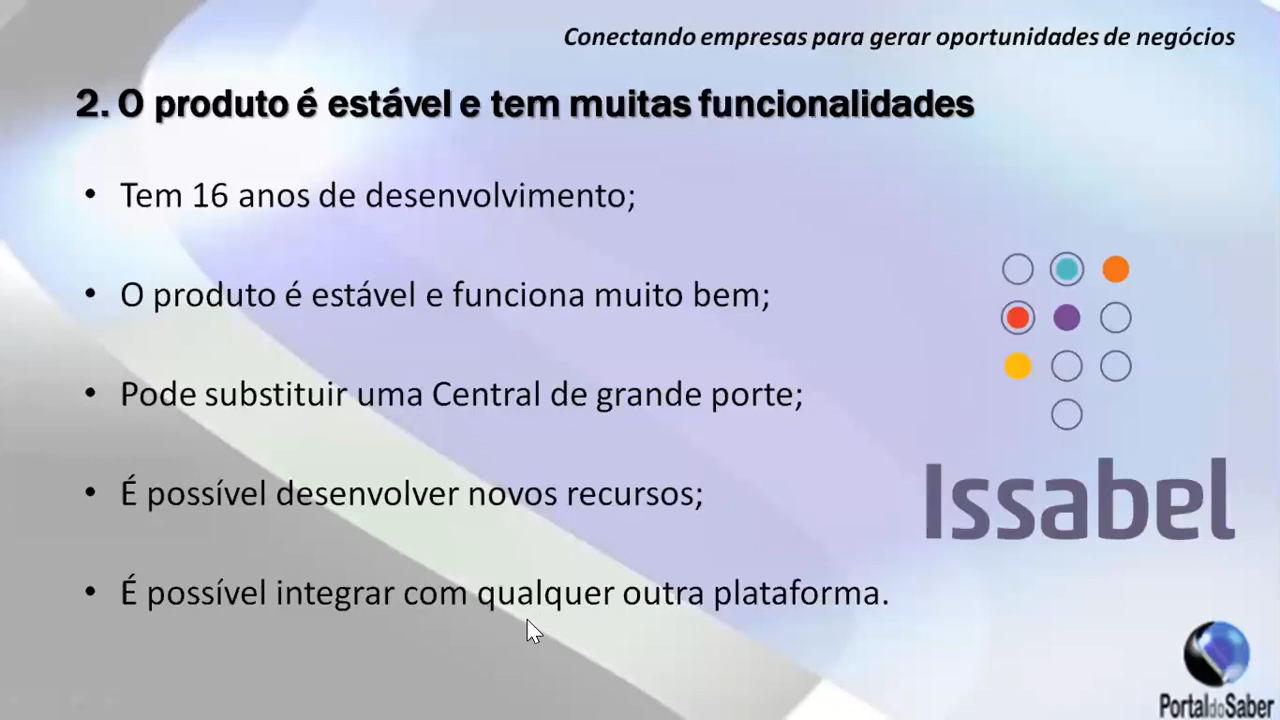 Conectando empresas para gerar oportunidades de negócios
2. O produto é estável e tem muitas funcionalidades
• Tem 16 anos de desenvolvimento;
• O produto é estável e funciona muito bem;
• Pode substituir uma Central de grande porte;
• É possível desenvolver novos recursos;
• É possível integrar com qualquer outra plataforma.
Issabel
PortaldoSaber